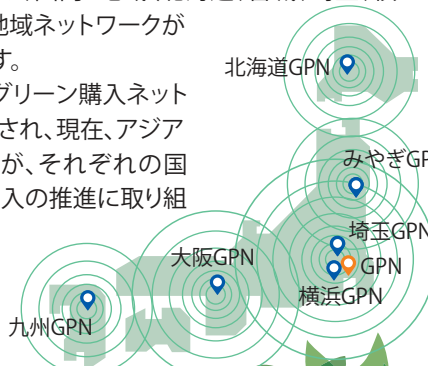 地域ネットワークが
す。
グリーン購入ネット
され、現在、アジア
が、それぞれの国
入の推進に取り組
北海道GPN
みやぎGP
埼玉GPN
GPN
横浜GPN
大阪GPN
九州GPN